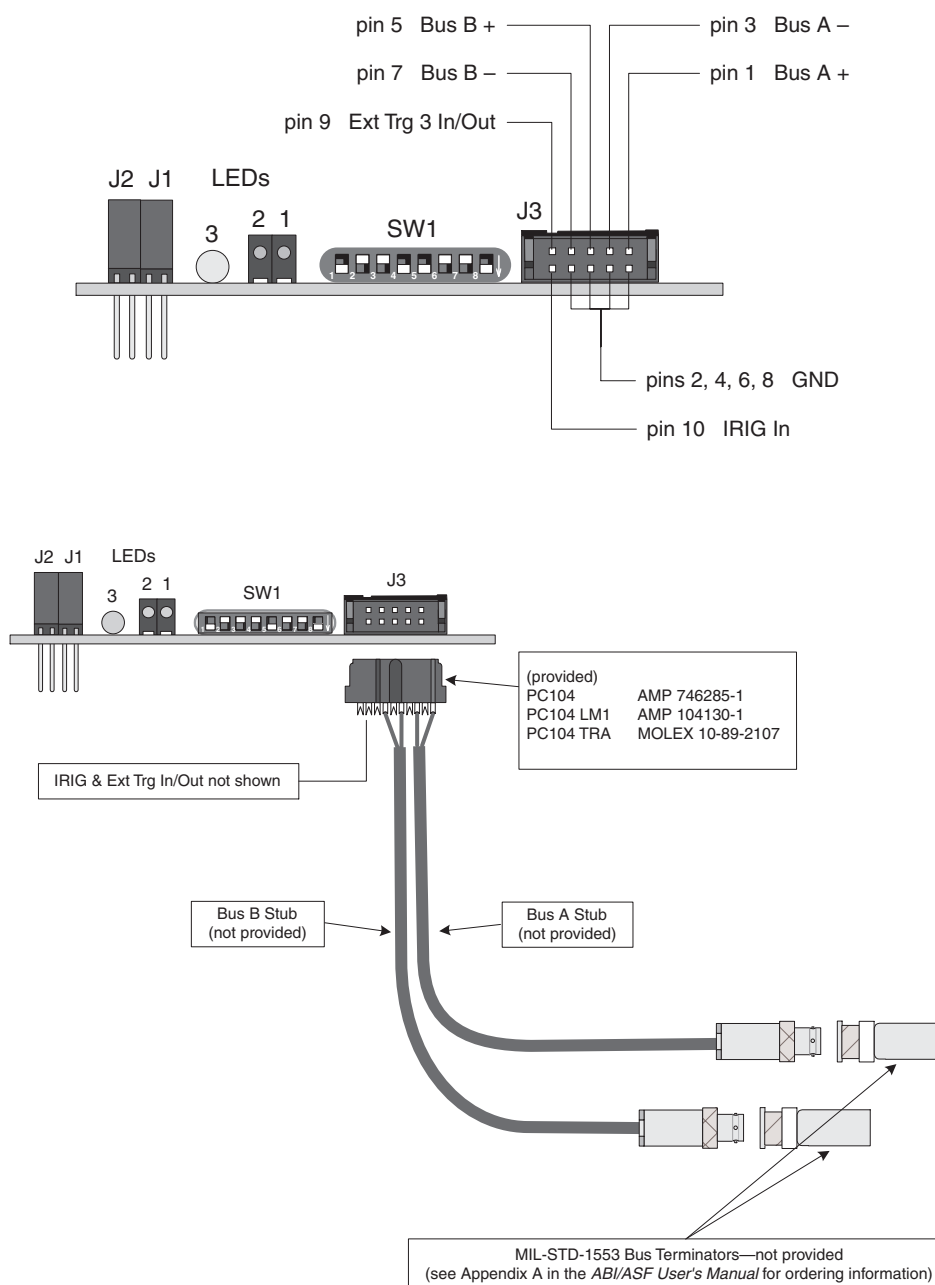 pin 5 Bus B +
pin 3 Bus A –
pin 7 Bus B –
pin 1 Bus A +
pin 9 Ext Trg 3 In/Out
J2 J1 LEDs
3 2 1
SW1
J3
1 2 3 4 5 6 7 8
pins 2, 4, 6, 8 GND
pin 10 IRIG In
J2 J1 LEDs
3 2 1
SW1
J3
(provided)
PC104 AMP 746285-1
PC104 LM1 AMP 104130-1
PC104 TRA MOLEX 10-89-2107
IRIG & Ext Trg In/Out not shown
Bus B Stub
(not provided)
Bus A Stub
(not provided)
MIL-STD-1553 Bus Terminators—not provided
(see Appendix A in the ABI/ASF User's Manual for ordering information)